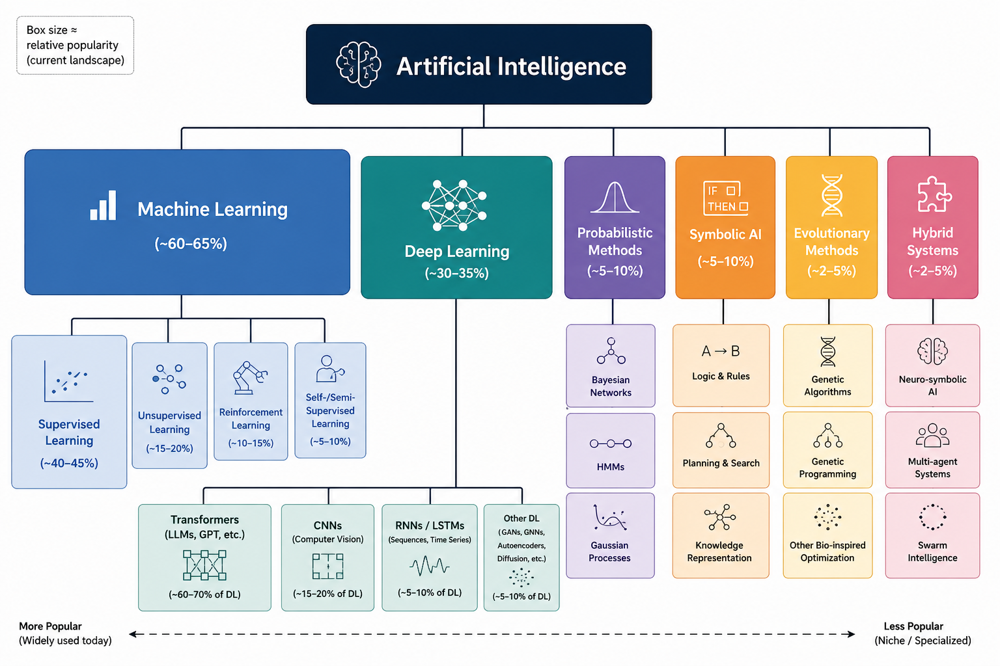 Box size ≈
relative popularity
(current landscape)
Artificial Intelligence
Machine Learning
(~60–65%)
Deep Learning
(~30–35%)
Probabilistic
Methods
(~5–10%)
IF
THEN
Symbolic AI
(~5–10%)
Evolutionary
Methods
(~2–5%)
Hybrid
Systems
(~2–5%)
Supervised
Learning
(~40–45%)
Unsupervised
Learning
(~15–20%)
Reinforcement
Learning
(~10–15%)
Self-/Semi-
Supervised
Learning
(~5–10%)
Transformers
(LLMs, GPT, etc.)
(~60–70% of DL)
CNNs
(Computer Vision)
(~15–20% of DL)
RNNs / LSTMs
(Sequences, Time Series)
(~5–10% of DL)
Other DL
(GANs, GNNs,
Autoencoders,
Diffusion, etc.)
(~5–10% of DL)
Bayesian
Networks
HMMs
Gaussian
Processes
A → B
Logic & Rules
Planning & Search
Knowledge
Representation
Genetic
Algorithms
Genetic
Programming
Other Bio-inspired
Optimization
Neuro-symbolic
AI
Multi-agent
Systems
Swarm
Intelligence
More Popular
(Widely used today)
Less Popular
(Niche / Specialized)